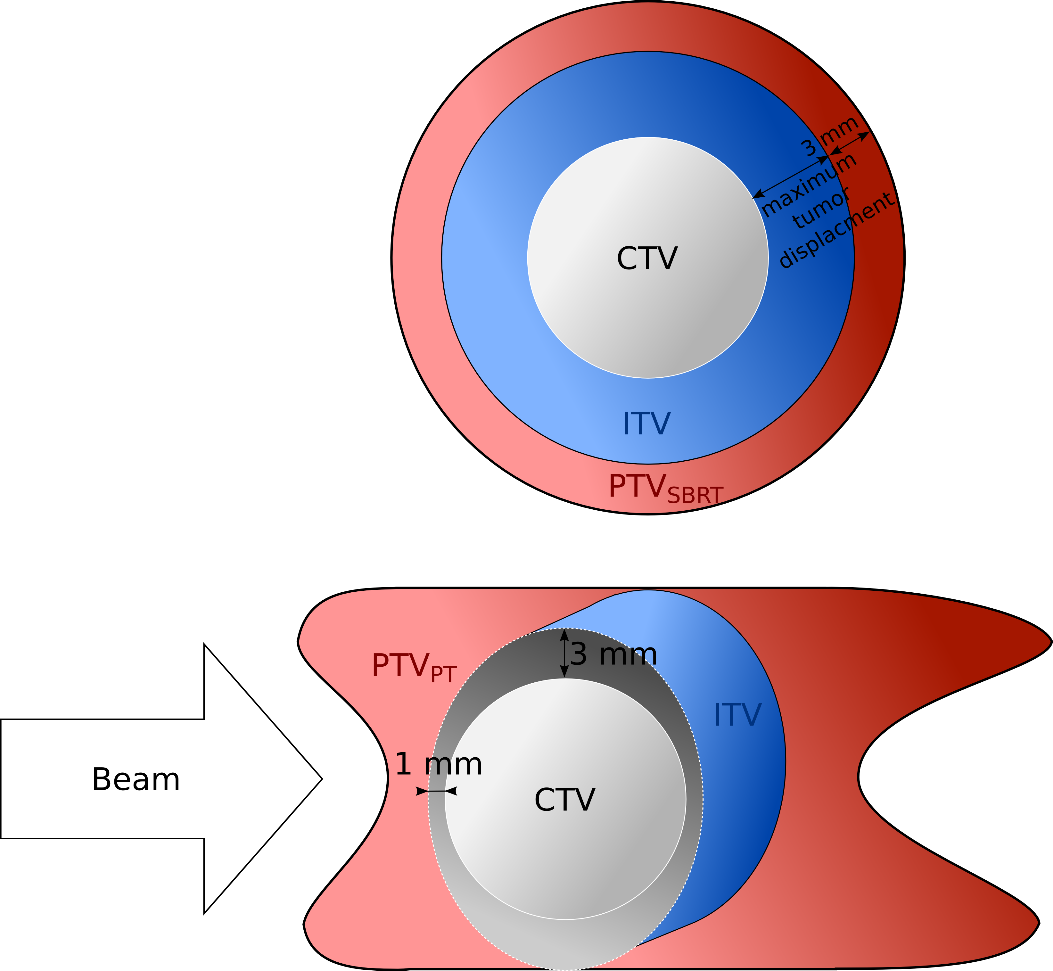 3 mm
maximum
tumor
displacment
CTV
ITV
PTVSBRT
PTVPT
3 mm
ITV
1 mm
Beam
CTV